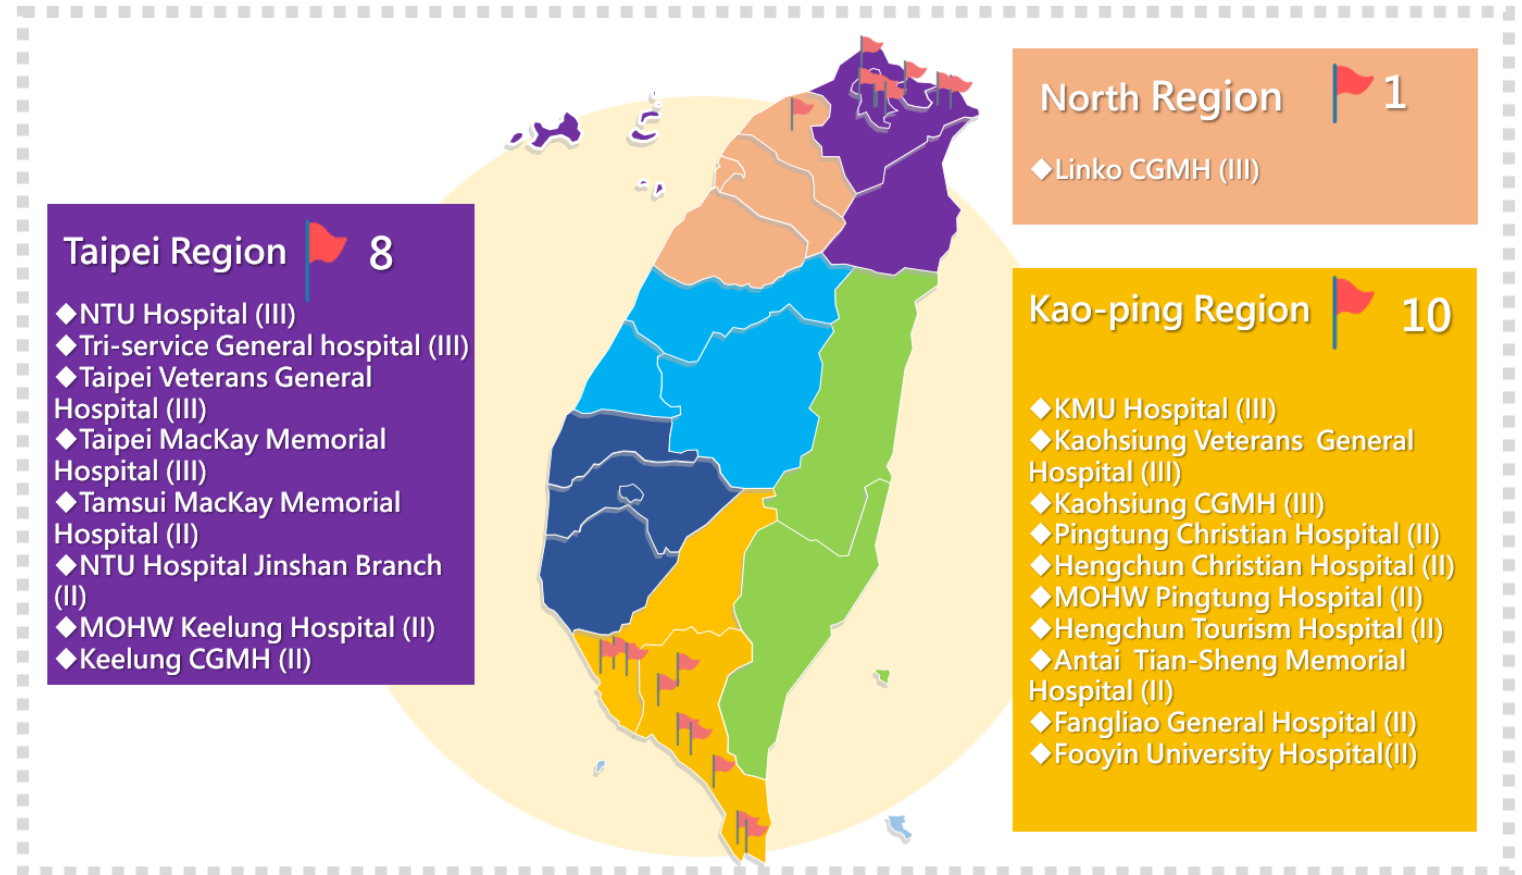 Taipei Region 8
◆NTU Hospital (III)
◆Tri-service General hospital (III)
◆Taipei Veterans General
Hospital (III)
◆Taipei MacKay Memorial
Hospital (III)
◆Tamsui MacKay Memorial
Hospital (II)
◆NTU Hospital Jinshan Branch
(II)
◆MOHW Keelung Hospital (II)
◆Keelung CGMH (II)
North Region 1
◆Linko CGMH (III)
Kao-ping Region 10
◆KMU Hospital (III)
◆Kaohsiung Veterans  General
Hospital (III)
◆Kaohsiung CGMH (III)
◆Pingtung Christian Hospital (II)
◆Hengchun Christian Hospital (II)
◆MOHW Pingtung Hospital (II)
◆Hengchun Tourism Hospital (II)
◆Antai  Tian-Sheng Memorial
Hospital (II)
◆Fangliao General Hospital (II)
◆Fooyin University Hospital(II)